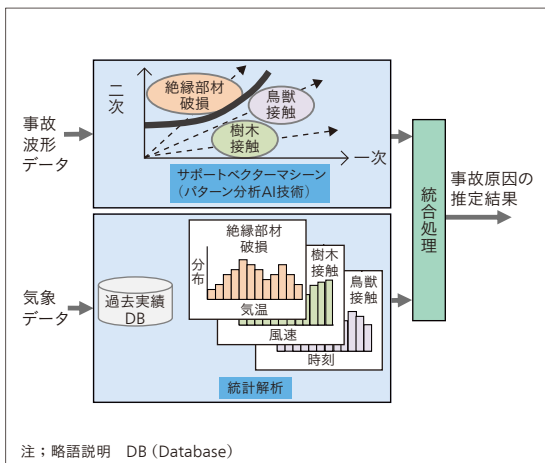 事故
波形
データ
二次
絶縁部材
破損
鳥獣
接触
樹木
接触
一次
サポートベクターマシーン
(パターン分析AI技術)
統合処理
事故原因の
推定結果
気象
データ
過去実績
DB
絶縁部材
破損
分布
気温
樹木
接触
風速
鳥獣
接触
時刻
統計解析
注；略語説明　DB（Database）